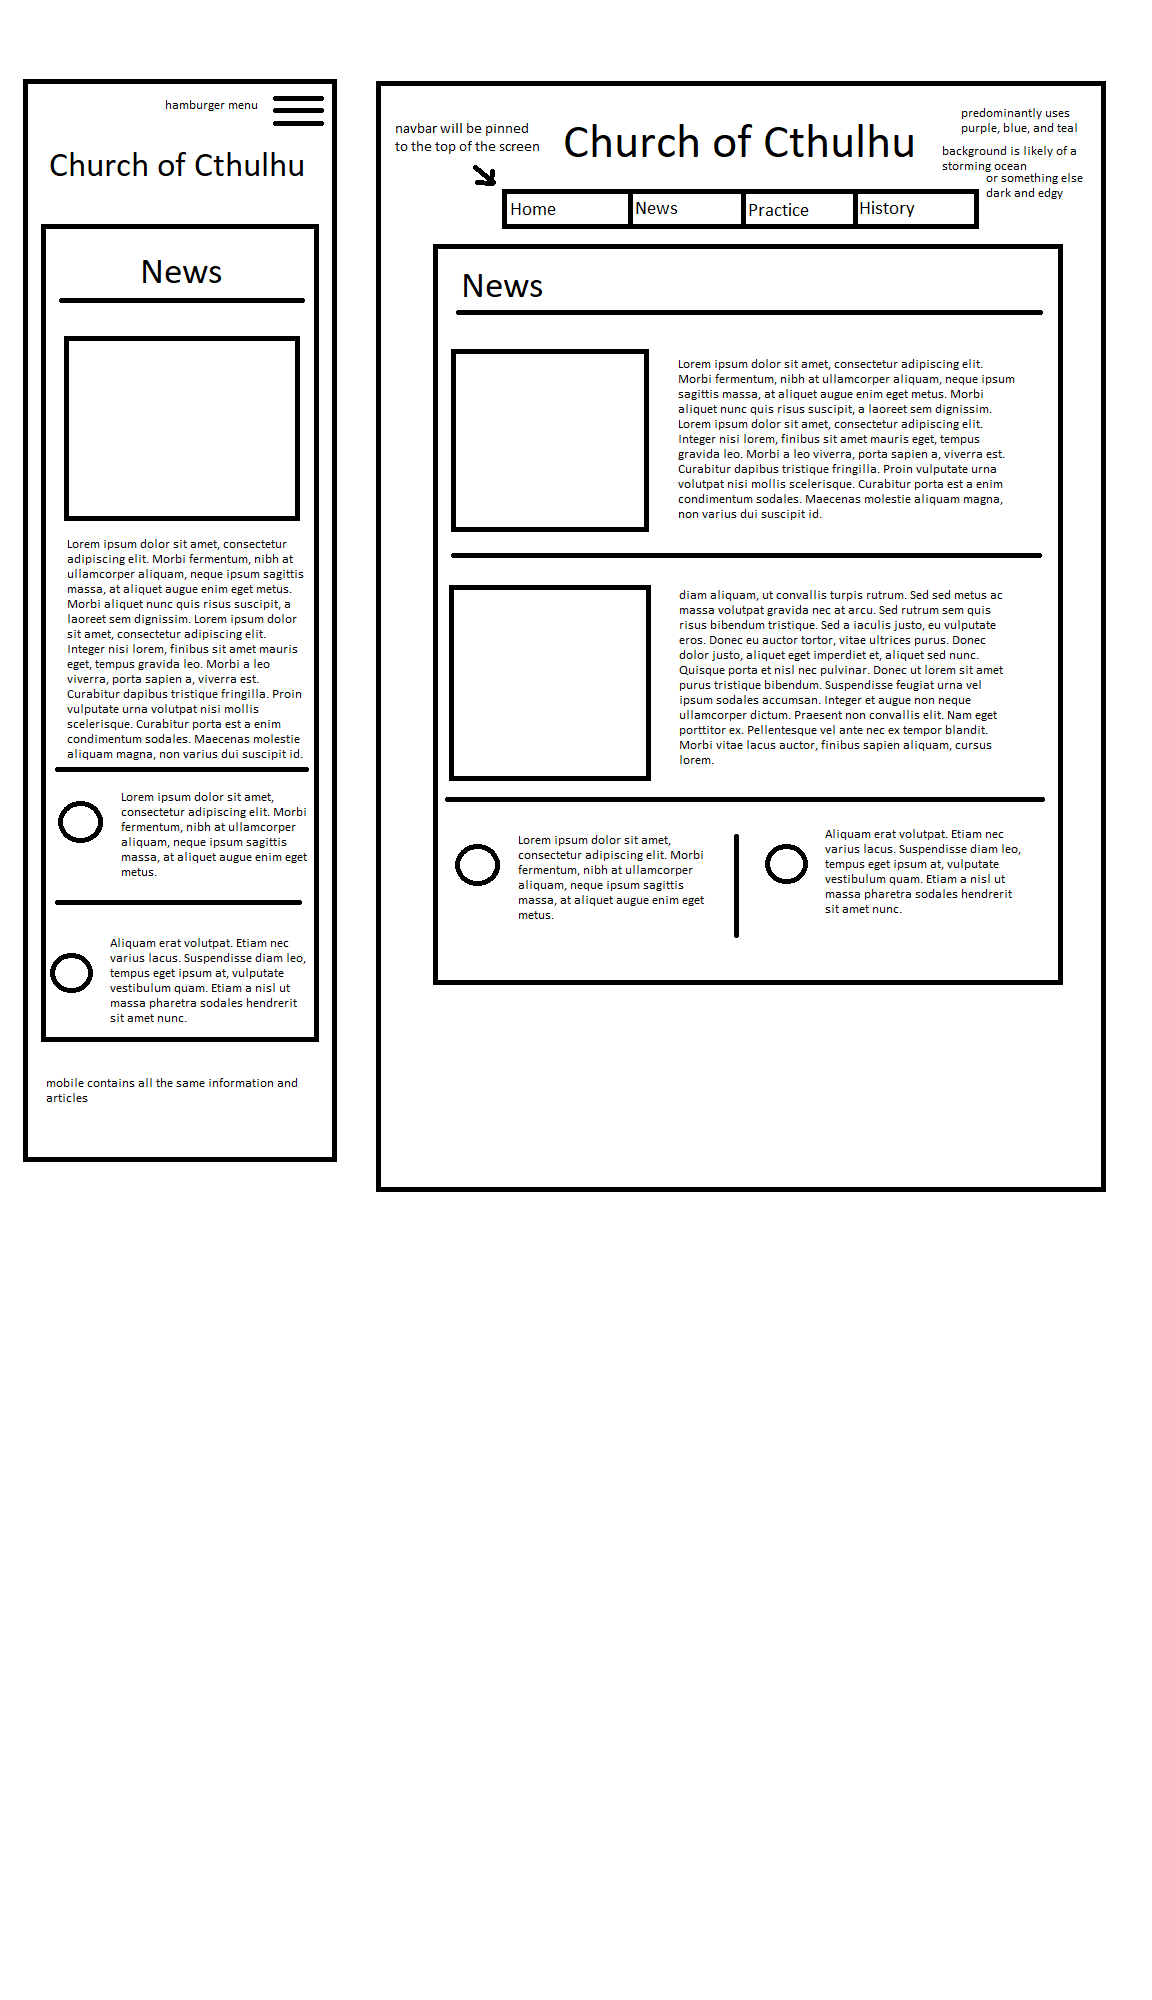 hamburger menu
Church of Cthulhu
News
Lorem ipsum dolor sit amet, consectetur
adipiscing elit. Morbi fermentum, nibh at
ullamcorper aliquam, neque ipsum sagittis
massa, at aliquet augue enim eget metus.
Morbi aliquet nunc quis risus suscipit, a
laoreet sem dignissim. Lorem ipsum dolor
sit amet, consectetur adipiscing elit.
Integer nisi lorem, finibus sit amet mauris
eget, tempus gravida leo. Morbi a leo
viverra, porta sapien a, viverra est.
Curabitur dapibus tristique fringilla. Proin
vulputate urna volutpat nisi mollis
scelerisque. Curabitur porta est a enim
condimentum sodales. Maecenas molestie
aliquam magna, non varius dui suscipit id.
Lorem ipsum dolor sit amet,
consectetur adipiscing elit. Morbi
fermentum, nibh at ullamcorper
aliquam, neque ipsum sagittis
massa, at aliquet augue enim eget
metus.
Aliquam erat volutpat. Etiam nec
varius lacus. Suspendisse diam leo,
tempus eget ipsum at, vulputate
vestibulum quam. Etiam a nisl ut
massa pharetra sodales hendrerit
sit amet nunc.
mobile contains all the same information and
articles
navbar will be pinned
to the top of the screen
Church of Cthulhu
predominantly uses
purple, blue, and teal
background is likely of a
storming ocean
or something else
dark and edgy
Home
News
Practice
History
News
Lorem ipsum dolor sit amet, consectetur adipiscing elit.
Morbi fermentum, nibh at ullamcorper aliquam, neque ipsum
sagittis massa, at aliquet augue enim eget metus. Morbi
aliquet nunc quis risus suscipit, a laoreet sem dignissim.
Lorem ipsum dolor sit amet, consectetur adipiscing elit.
Integer nisi lorem, finibus sit amet mauris eget, tempus
gravida leo. Morbi a leo viverra, porta sapien a, viverra est.
Curabitur dapibus tristique fringilla. Proin vulputate urna
volutpat nisi mollis scelerisque. Curabitur porta est a enim
condimentum sodales. Maecenas molestie aliquam magna,
non varius dui suscipit id.
diam aliquam, ut convallis turpis rutrum. Sed sed metus ac
massa volutpat gravida nec at arcu. Sed rutrum sem quis
risus bibendum tristique. Sed a iaculis justo, eu vulputate
eros. Donec eu auctor tortor, vitae ultrices purus. Donec
dolor justo, aliquet eget imperdiet et, aliquet sed nunc.
Quisque porta et nisl nec pulvinar. Donec ut lorem sit amet
purus tristique bibendum. Suspendisse feugiat urna vel
ipsum sodales accumsan. Integer et augue non neque
ullamcorper dictum. Praesent non convallis elit. Nam eget
porttitor ex. Pellentesque vel ante nec ex tempor blandit.
Morbi vitae lacus auctor, finibus sapien aliquam, cursus
lorem.
Lorem ipsum dolor sit amet,
consectetur adipiscing elit. Morbi
fermentum, nibh at ullamcorper
aliquam, neque ipsum sagittis
massa, at aliquet augue enim eget
metus.
Aliquam erat volutpat. Etiam nec
varius lacus. Suspendisse diam leo,
tempus eget ipsum at, vulputate
vestibulum quam. Etiam a nisl ut
massa pharetra sodales hendrerit
sit amet nunc.